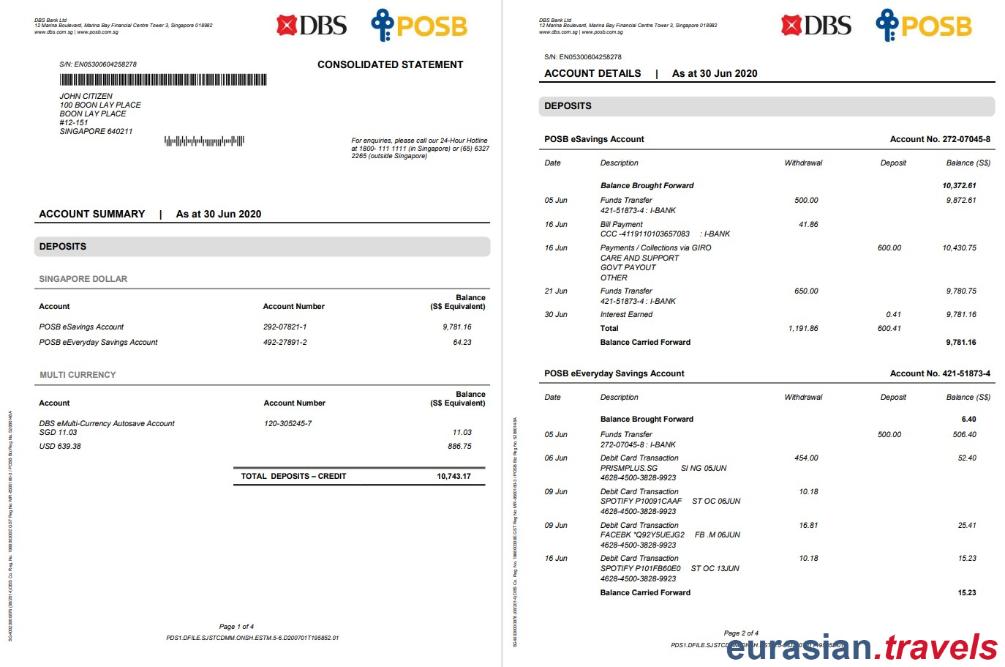 DBS Bank Ltd
12 Marina Boulevard, Marina Bay Financial Centre Tower 3, Singapore 018982
www.dbs.com.sg | www.posb.com.sg
DBS POSB
S/N: EN05300604258278
CONSOLIDATED STATEMENT
JOHN CITIZEN
100 BOON LAY PLACE
BOON LAY PLACE
#12-151
SINGAPORE 640211
For enquiries, please call our 24-Hour Hotline
at 1800- 111 1111 (in Singapore) or (65) 6327
2265 (outside Singapore)
ACCOUNT SUMMARY | As at 30 Jun 2020
DEPOSITS
SINGAPORE DOLLAR
Account Account Number Balance
(S$ Equivalent)
POSB eSavings Account 292-07821-1 9,781.16
POSB eEveryday Savings Account 492-27891-2 64.23
MULTI CURRENCY
Account Account Number Balance
(S$ Equivalent)
DBS eMulti-Currency Autosave Account 120-305245-7
SGD 11.03 11.03
USD 639.38 886.75
TOTAL DEPOSITS – CREDIT 10,743.17
Page 1 of 4
PDS1.DFILE.SJSTCDMM.ONSH.ESTM.5-6.D200701T195852.01
DBS Bank Ltd
12 Marina Boulevard, Marina Bay Financial Centre Tower 3, Singapore 018982
www.dbs.com.sg | www.posb.com.sg
DBS POSB
S/N: EN05300604258278
ACCOUNT DETAILS | As at 30 Jun 2020
DEPOSITS
POSB eSavings Account Account No. 272-07045-8
Date Description Withdrawal Deposit Balance (S$)
Balance Brought Forward 10,372.61
05 Jun Funds Transfer 500.00 9,872.61
421-51873-4 : I-BANK
16 Jun Bill Payment 41.86
CCC -4119110103657083 : I-BANK
16 Jun Payments / Collections via GIRO 600.00 10,430.75
CARE AND SUPPORT
GOVT PAYOUT
OTHER
21 Jun Funds Transfer 650.00 9,780.75
421-51873-4 : I-BANK
30 Jun Interest Earned 0.41 9,781.16
Total 1,191.86 600.41
Balance Carried Forward 9,781.16
POSB eEveryday Savings Account Account No. 421-51873-4
Date Description Withdrawal Deposit Balance (S$)
Balance Brought Forward 6.40
05 Jun Funds Transfer 500.00 506.40
272-07045-8 : I-BANK
06 Jun Debit Card Transaction 454.00 52.40
PRISMPLUS.SG SI NG 05JUN
4628-4500-3828-9923
09 Jun Debit Card Transaction 10.18
SPOTIFY P10091CAAF ST OC 06JUN
4628-4500-3828-9923
09 Jun Debit Card Transaction 16.81 25.41
FACEBK *Q92Y5UEJG2 FB .M 06JUN
4628-4500-3828-9923
16 Jun Debit Card Transaction 10.18 15.23
SPOTIFY P101FB60E0 ST OC 13JUN
4628-4500-3828-9923
Balance Carried Forward 15.23
Page 2 of 4
eurasian.travels